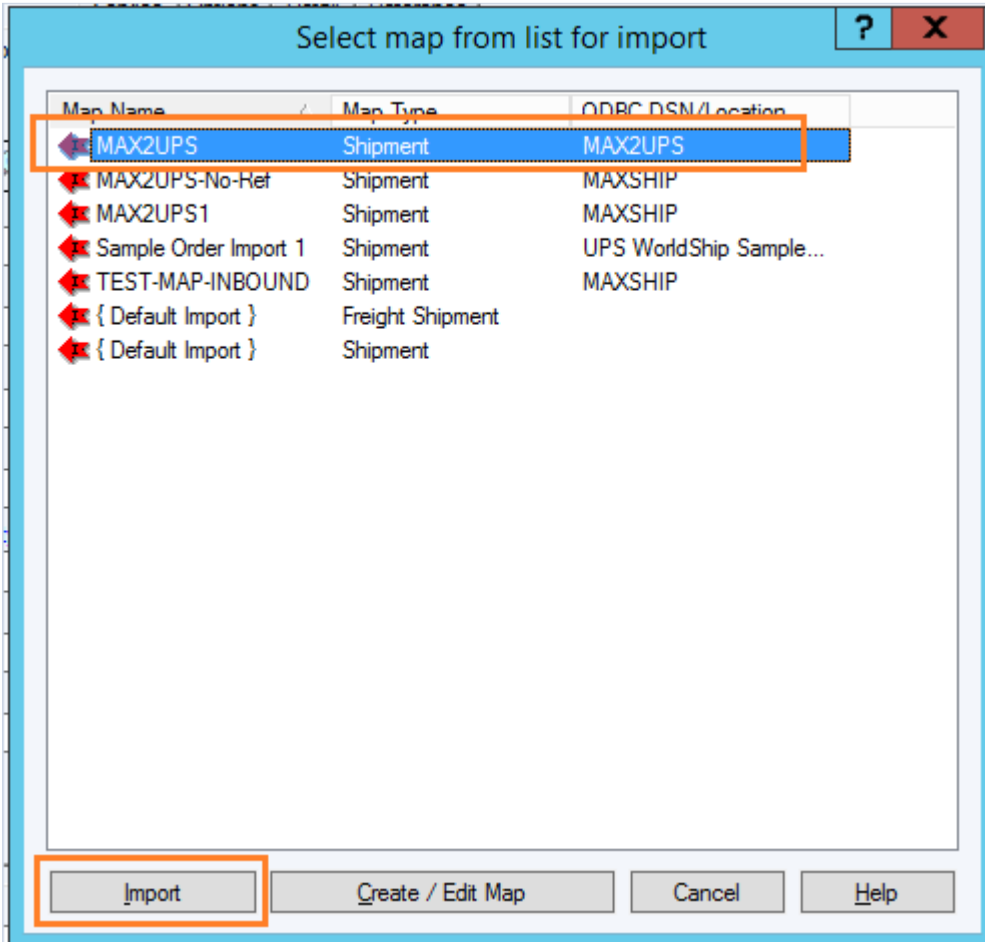 Select map from list for import
? X
Map Name Map Type ODBC DSN/Location
MAX2UPS Shipment MAX2UPS
MAX2UPS-No-Ref Shipment MAXSHIP
MAX2UPS1 Shipment MAXSHIP
Sample Order Import 1 Shipment UPS WorldShip Sample...
TEST-MAP-INBOUND Shipment MAXSHIP
{ Default Import } Freight Shipment
{ Default Import } Shipment
Import Create / Edit Map Cancel Help